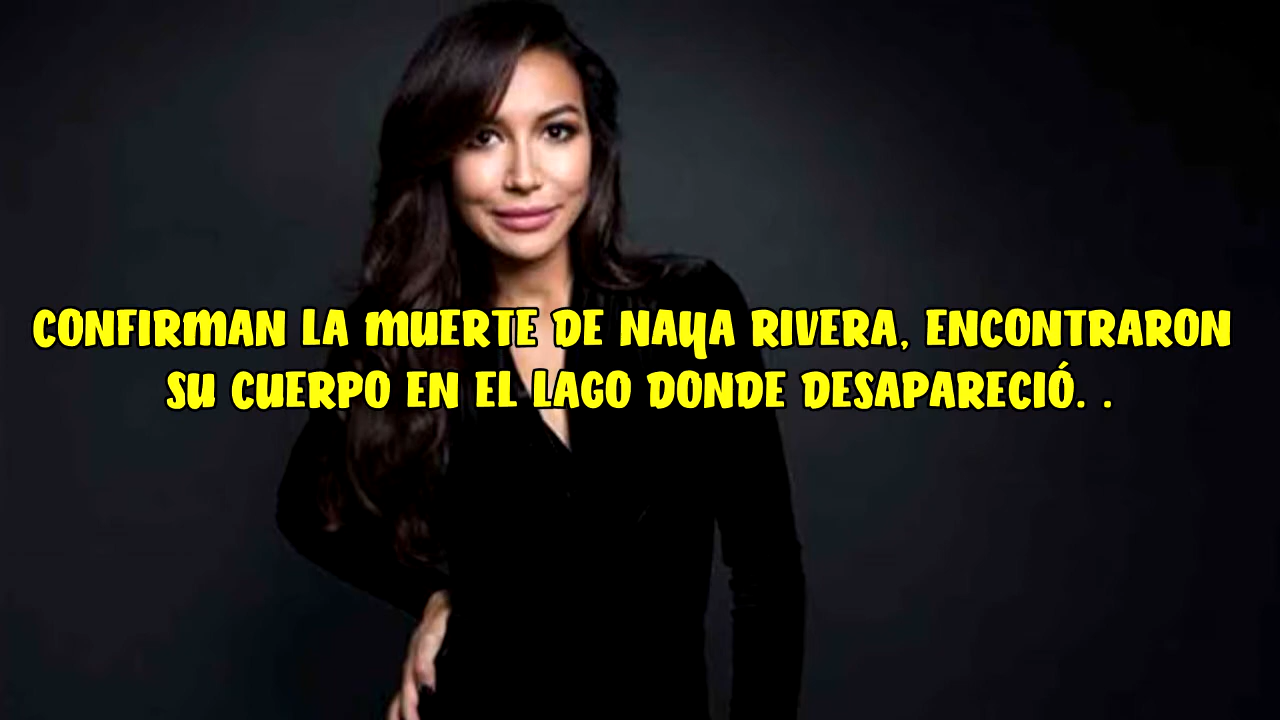 CONFIRMAN LA MUERTE DE NAYA RIVERA, ENCONTRARON
SU CUERPO EN EL LAGO DONDE DESAPARECIÓ. .